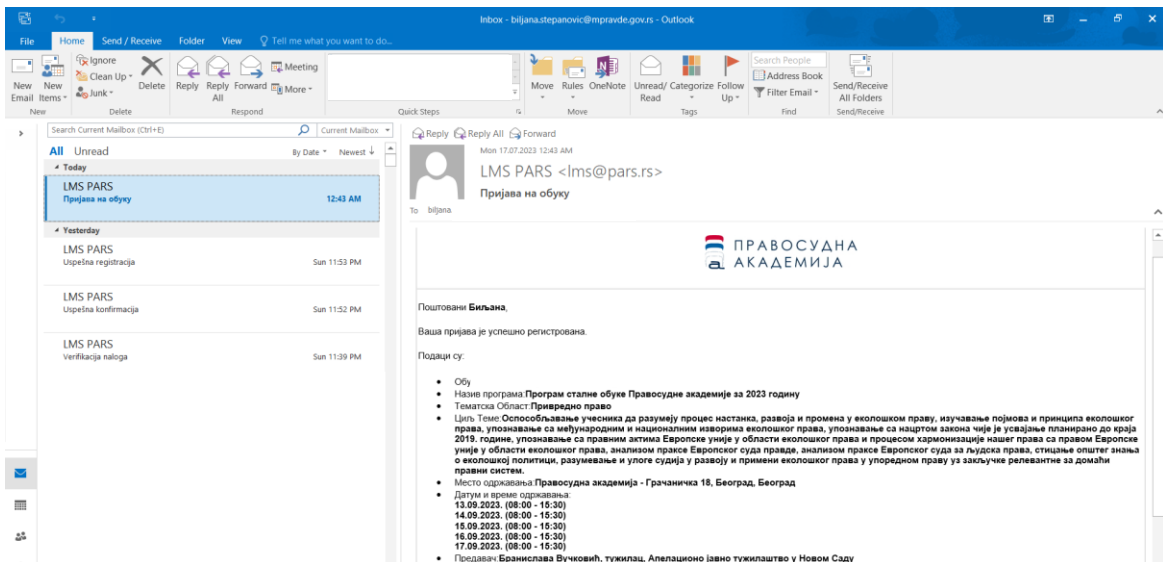 Inbox - biljana.stepanovic@mpravde.gov.rs - Outlook
File Home Send / Receive Folder View Tell me what you want to do...
New Email
New Items
Ignore
Clean Up
Junk
Delete
Reply
Reply All
Forward
Meeting
More
Move
Rules
OneNote
Unread/ Read
Categorize
Follow Up
Search People
Address Book
Filter Email
Send/Receive All Folders
New Delete Respond Quick Steps Move Tags Find Send/Receive
Search Current Mailbox (Ctrl+E) Current Mailbox
All Unread By Date Newest
Today
LMS PARS
Пријава на обуку 12:43 AM
Yesterday
LMS PARS
Uspešna registracija Sun 11:53 PM
LMS PARS
Uspešna konfirmacija Sun 11:52 PM
LMS PARS
Verifikacija naloga Sun 11:39 PM
Reply Reply All Forward
Mon 17.07.2023 12:43 AM
LMS PARS <lms@pars.rs>
Пријава на обуку
To biljana.
ПРАВОСУДНА
АКАДЕМИЈА
Поштовани Биљана,
Ваша пријава је успешно регистрована.
Подаци су:
• Обу
• Назив програма:Програм сталне обуке Правосудне академије за 2023 годину
• Тематска Област:Привредно право
• Циљ Теме:Оспособљавање учесника да разумеју процес настанка, развоја и промена у еколошком праву, изучавање појмова и принципа еколошког
права, упознавање са међународним и националним изворима еколошког права, упознавање са нацртом закона чије је усвајање планирано до краја
2019. године, упознавање са правним актима Европске уније у области еколошког права и процесом хармонизације нашег права са правом Европске
уније у области еколошког права, анализом праксе Европског суда правде, анализом праксе Европског суда за људска права, стицање општег знања
о еколошкој политици, разумевање и улоге судија у развоју и примени еколошког права у упоредном праву уз закључке релевантне за домаћи
правни систем.
• Место одржавања:Правосудна академија - Грачаничка 18, Београд, Београд
• Датум и време одржавања:
13.09.2023. (08:00 - 15:30)
14.09.2023. (08:00 - 15:30)
15.09.2023. (08:00 - 15:30)
16.09.2023. (08:00 - 15:30)
17.09.2023. (08:00 - 15:30)
• Предавач:Бранислава Вучковић, тужилац, Апелационо јавно тужилаштво у Новом Саду